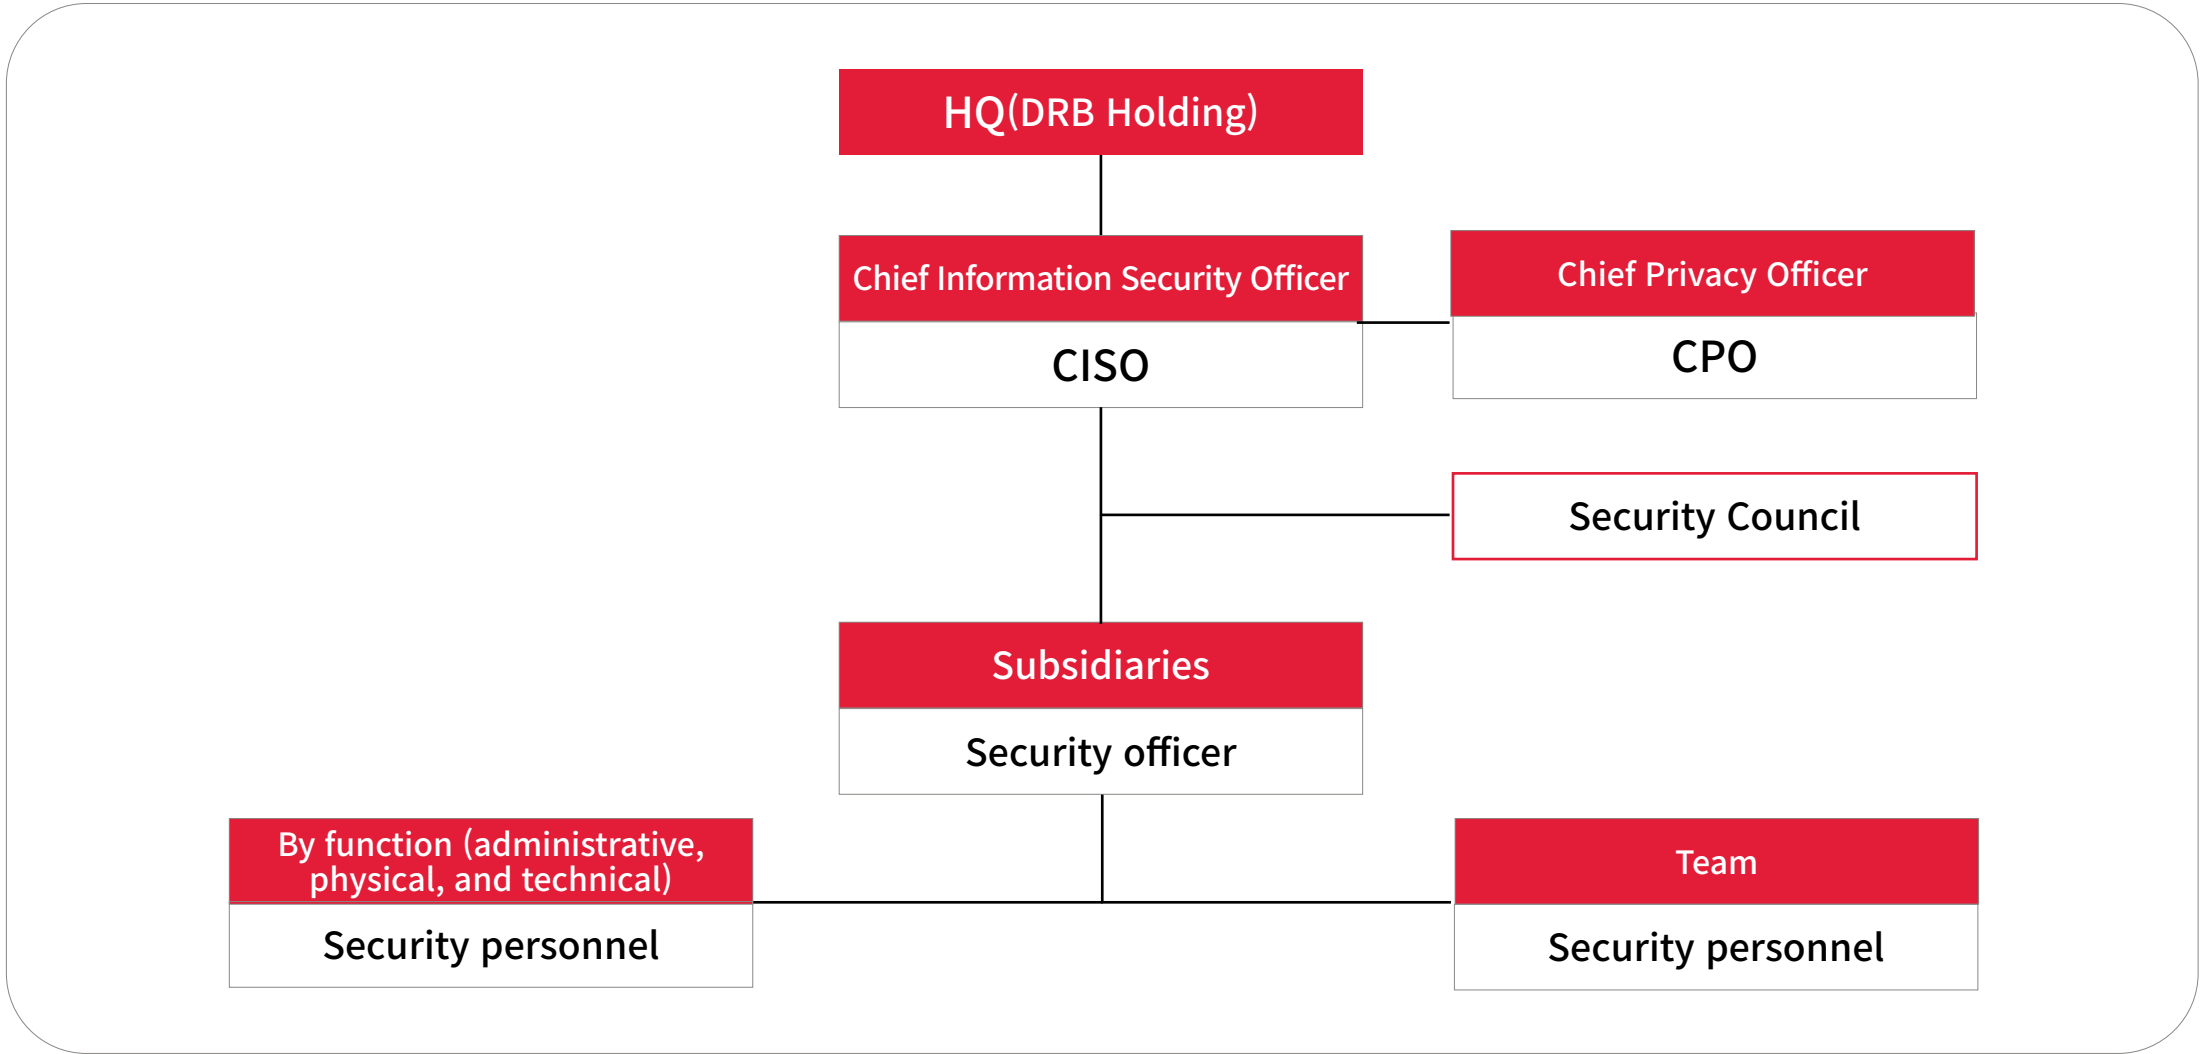 HQ(DRB Holding)
Chief Information Security Officer
CISO
Chief Privacy Officer
CPO
Security Council
Subsidiaries
Security officer
By function (administrative,
physical, and technical)
Security personnel
Team
Security personnel